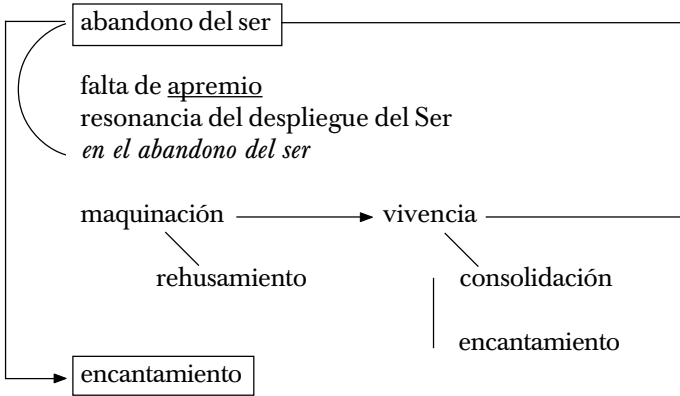 abandono del ser
falta de apremio
resonancia del despliegue del Ser
en el abandono del ser
maquinación vivencia
rehusamiento consolidación
encantamiento
encantamiento